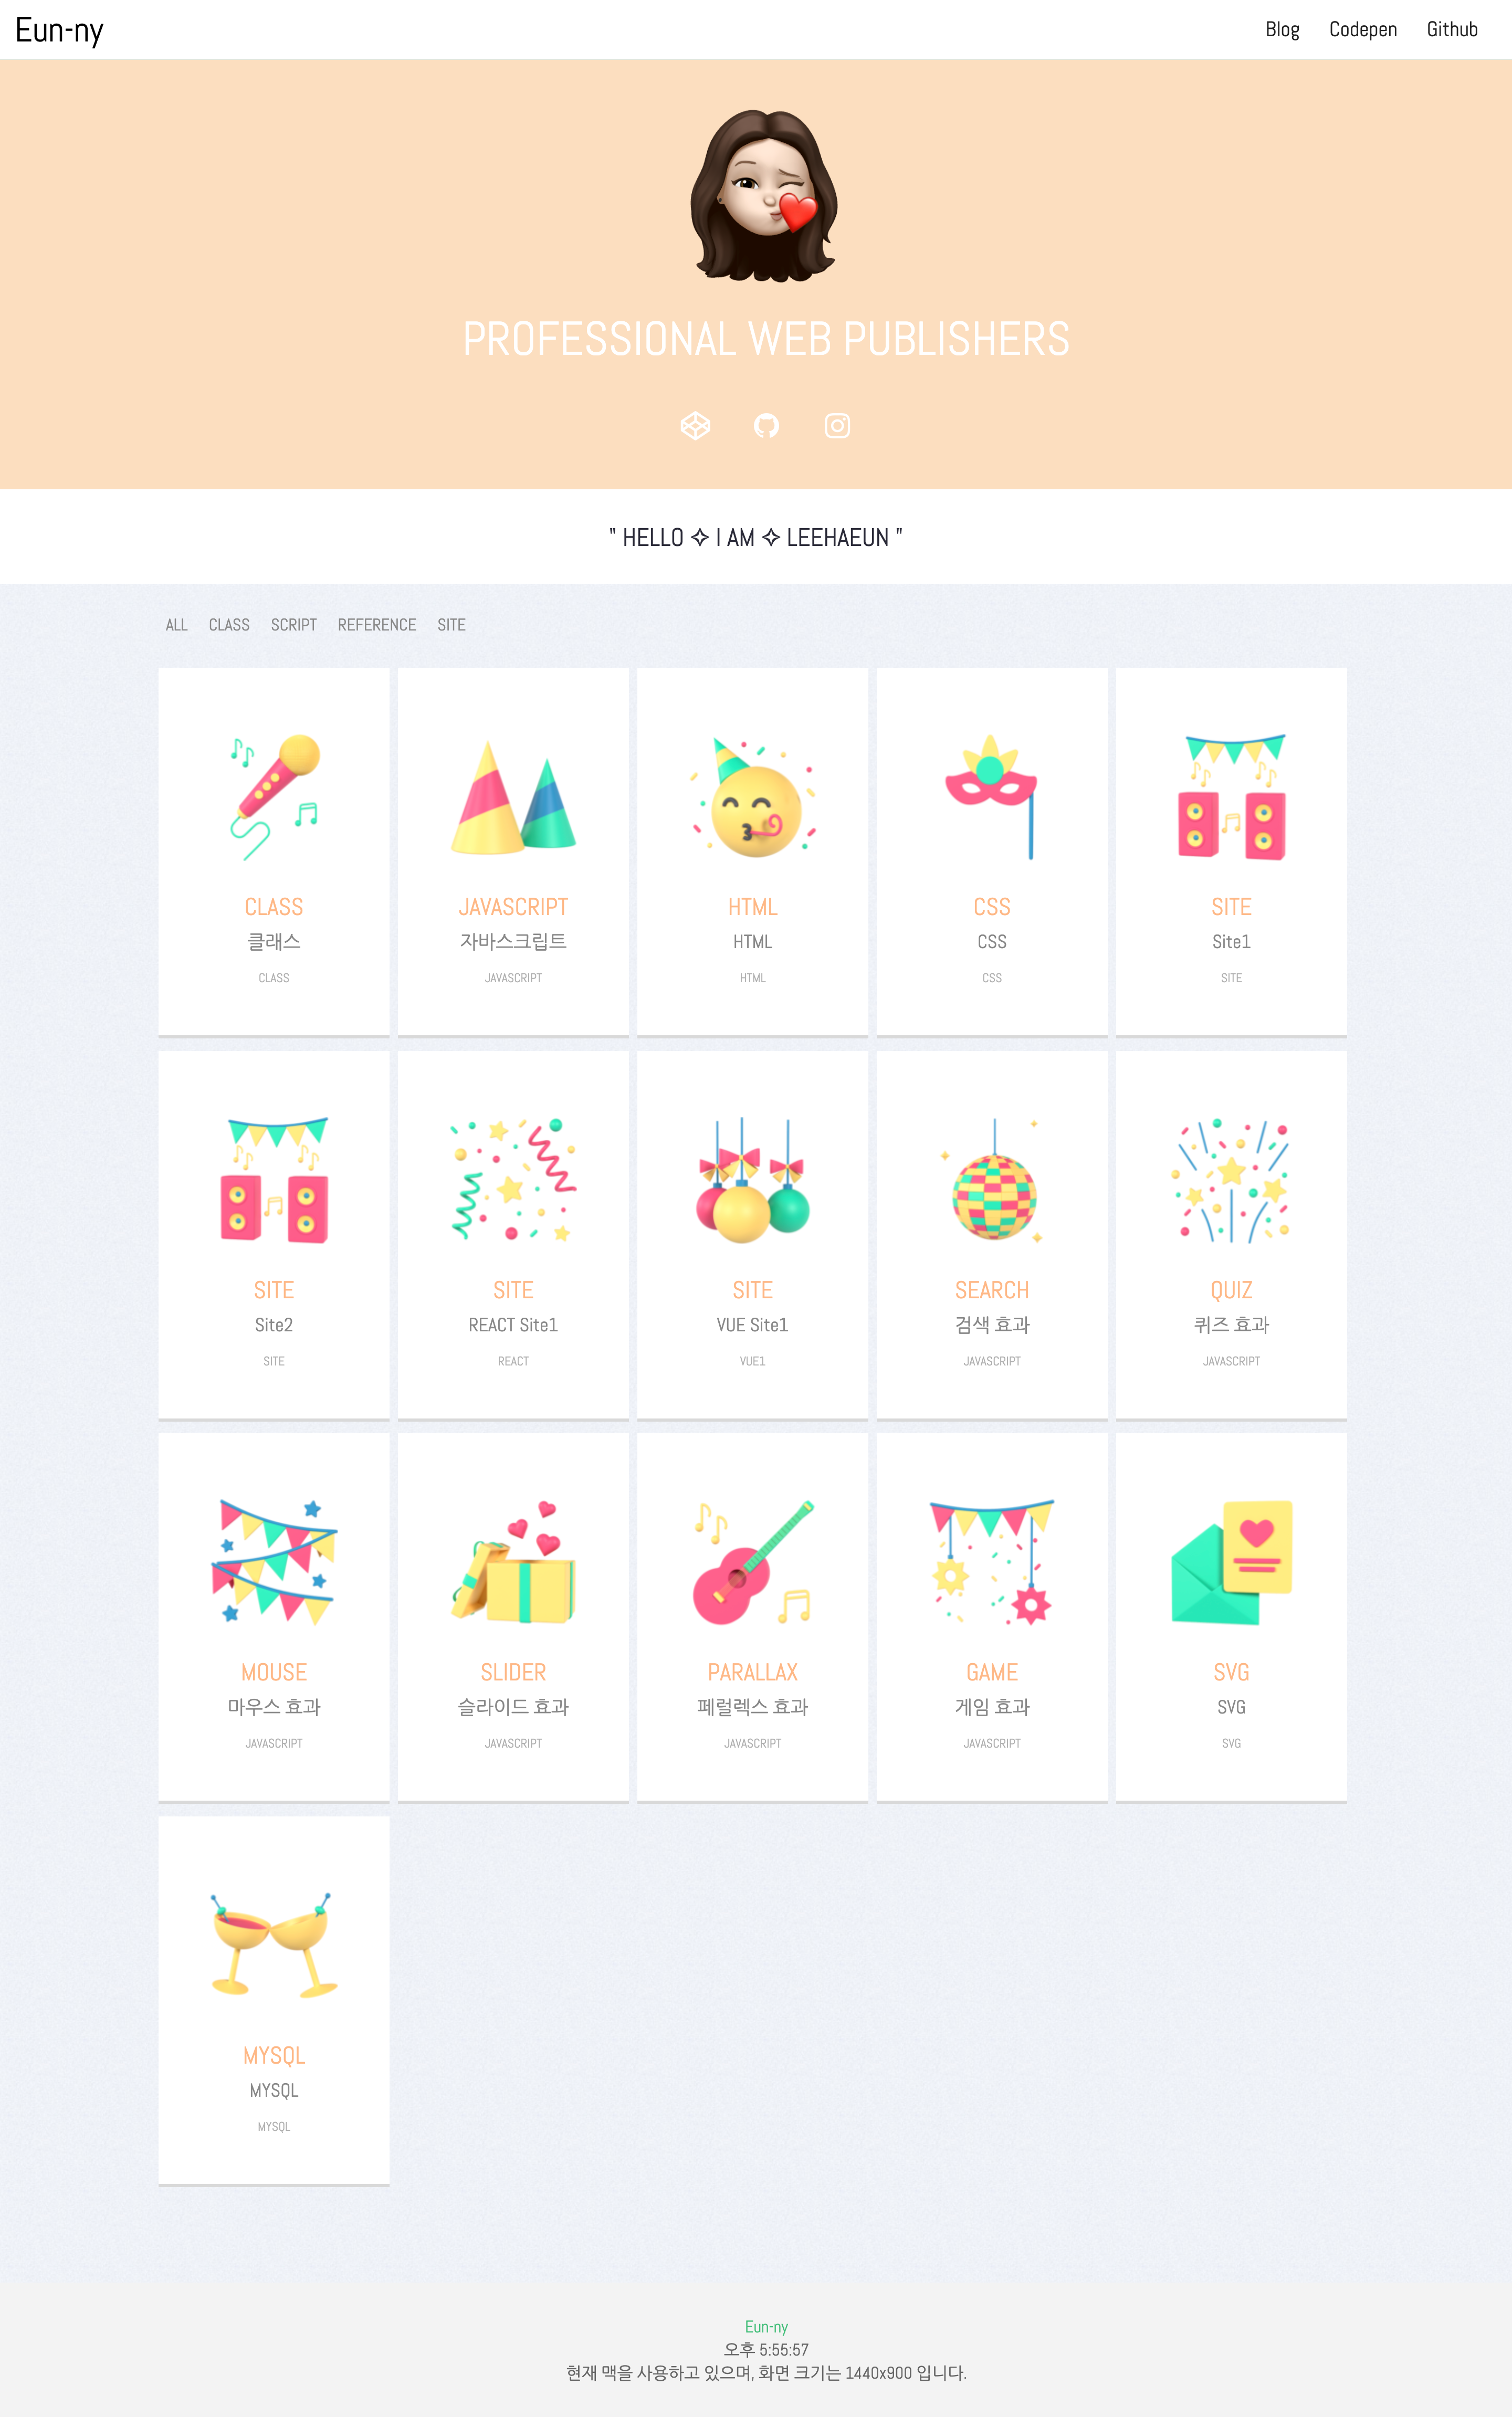 Eun-ny
Blog Codepen Github
PROFESSIONAL WEB PUBLISHERS
" HELLO ✧ I AM ✧ LEEHAEUN "
ALL CLASS SCRIPT REFERENCE SITE
CLASS
클래스
CLASS
JAVASCRIPT
자바스크립트
JAVASCRIPT
HTML
HTML
HTML
CSS
CSS
CSS
SITE
Site1
SITE
SITE
Site2
SITE
SITE
REACT Site1
REACT
SITE
VUE Site1
VUE1
SEARCH
검색 효과
JAVASCRIPT
QUIZ
퀴즈 효과
JAVASCRIPT
MOUSE
마우스 효과
JAVASCRIPT
SLIDER
슬라이드 효과
JAVASCRIPT
PARALLAX
페럴렉스 효과
JAVASCRIPT
GAME
게임 효과
JAVASCRIPT
SVG
SVG
SVG
MYSQL
MYSQL
MYSQL
Eun-ny
오후 5:55:57
현재 맥을 사용하고 있으며, 화면 크기는 1440x900 입니다.